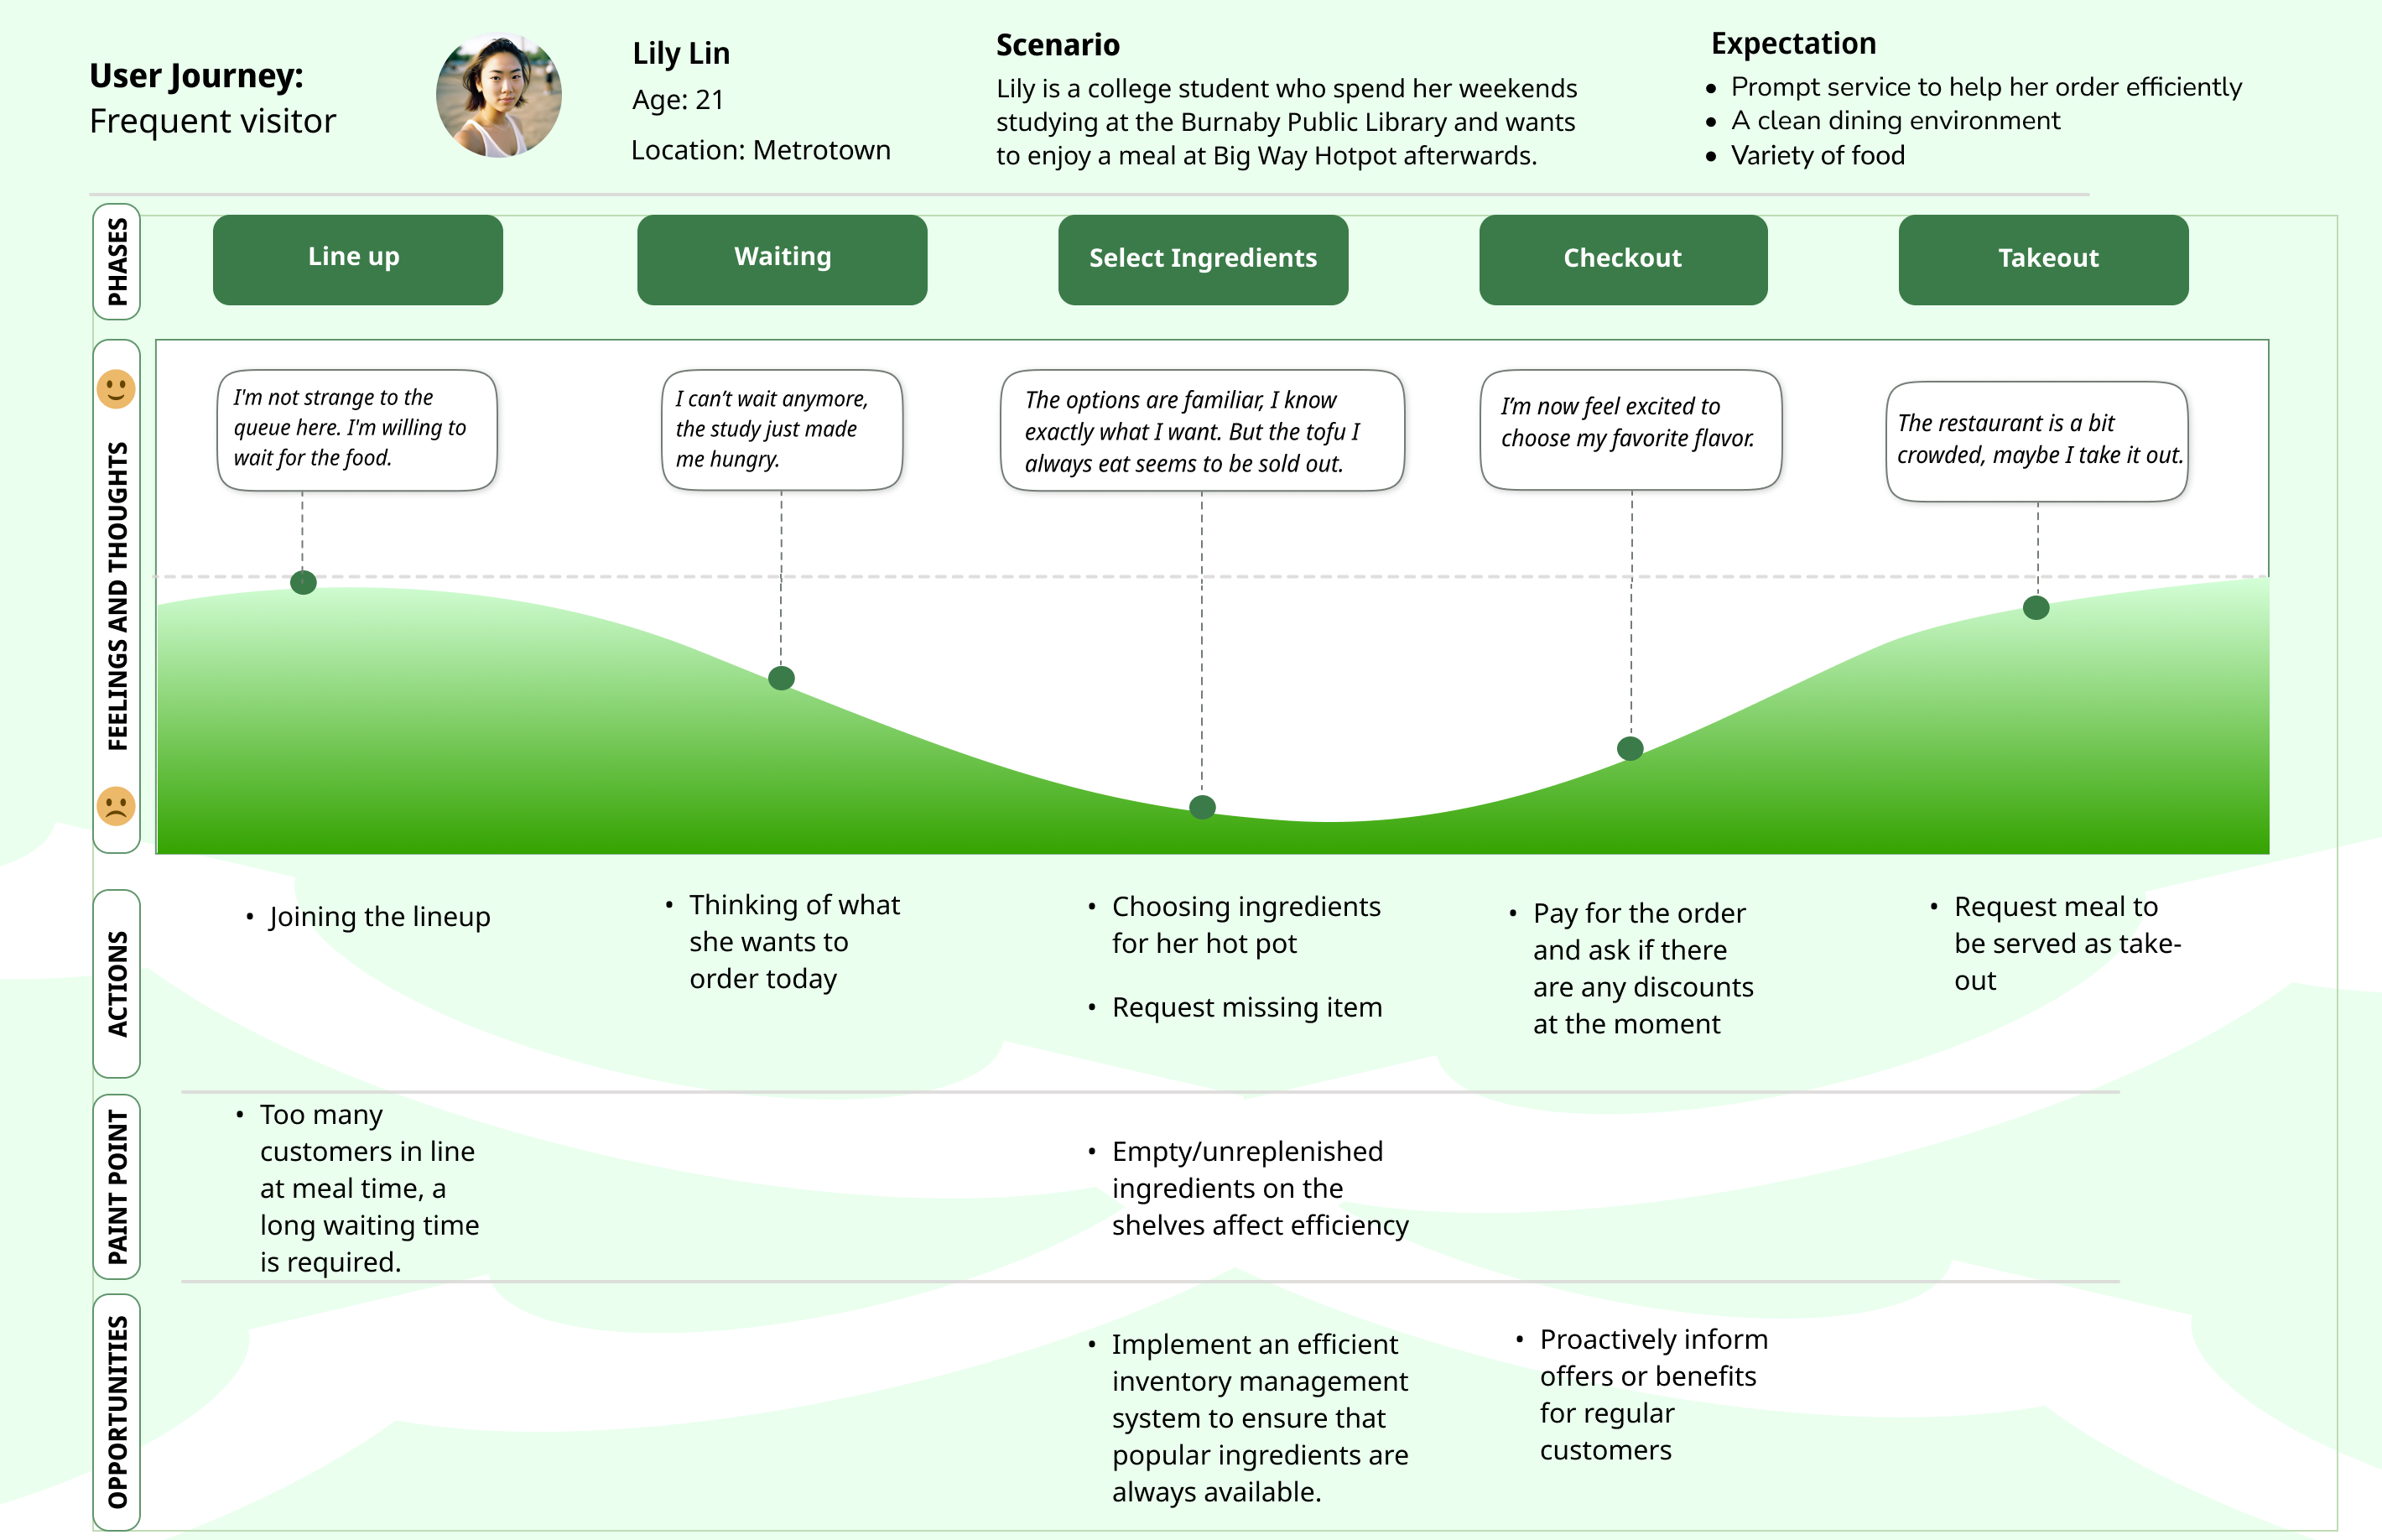 User Journey:
Frequent visitor
Lily Lin
Age: 21
Location: Metrotown
Scenario
Lily is a college student who spend her weekends
studying at the Burnaby Public Library and wants
to enjoy a meal at Big Way Hotpot afterwards.
Expectation
• Prompt service to help her order efficiently
• A clean dining environment
• Variety of food
PHASES
Line up
Waiting
Select Ingredients
Checkout
Takeout
FEELINGS AND THOUGHTS
I'm not strange to the
queue here. I'm willing to
wait for the food.
I can’t wait anymore,
the study just made
me hungry.
The options are familiar, I know
exactly what I want. But the tofu I
always eat seems to be sold out.
I’m now feel excited to
choose my favorite flavor.
The restaurant is a bit
crowded, maybe I take it out.
ACTIONS
• Joining the lineup
• Thinking of what
she wants to
order today
• Choosing ingredients
for her hot pot
• Request missing item
• Pay for the order
and ask if there
are any discounts
at the moment
• Request meal to
be served as take-
out
PAINT POINT
• Too many
customers in line
at meal time, a
long waiting time
is required.
• Empty/unreplenished
ingredients on the
shelves affect efficiency
OPPORTUNITIES
• Implement an efficient
inventory management
system to ensure that
popular ingredients are
always available.
• Proactively inform
offers or benefits
for regular
customers